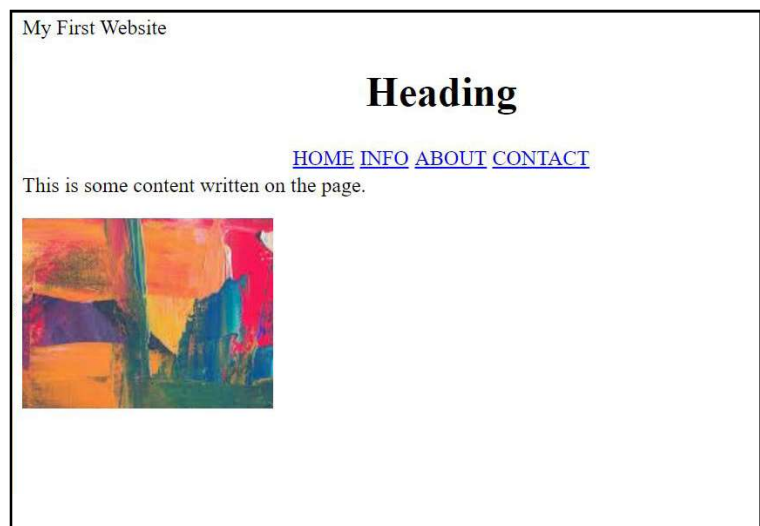 My First Website
Heading
HOME INFO ABOUT CONTACT
This is some content written on the page.